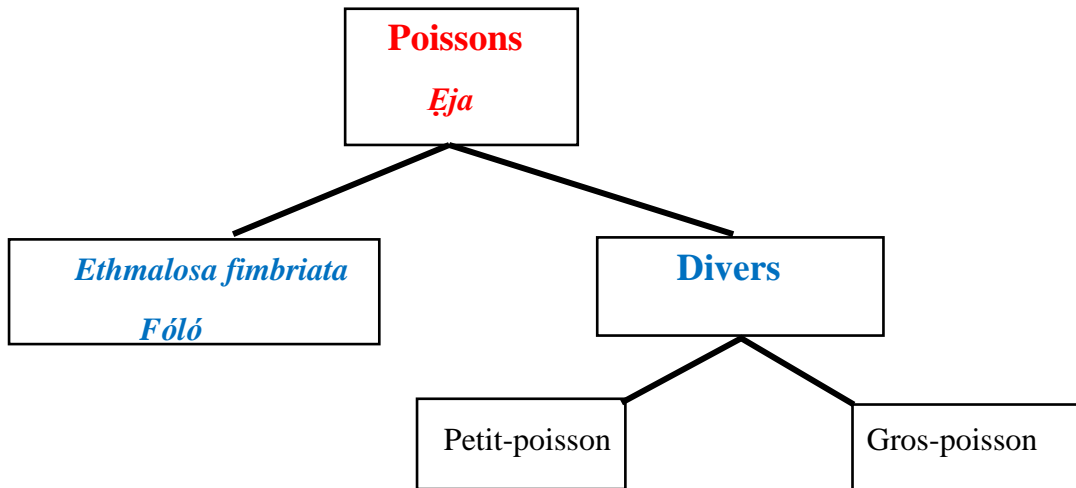 Poissons
Ẹja
Ethmalosa fimbriata
Fóló
Divers
Petit-poisson
Gros-poisson